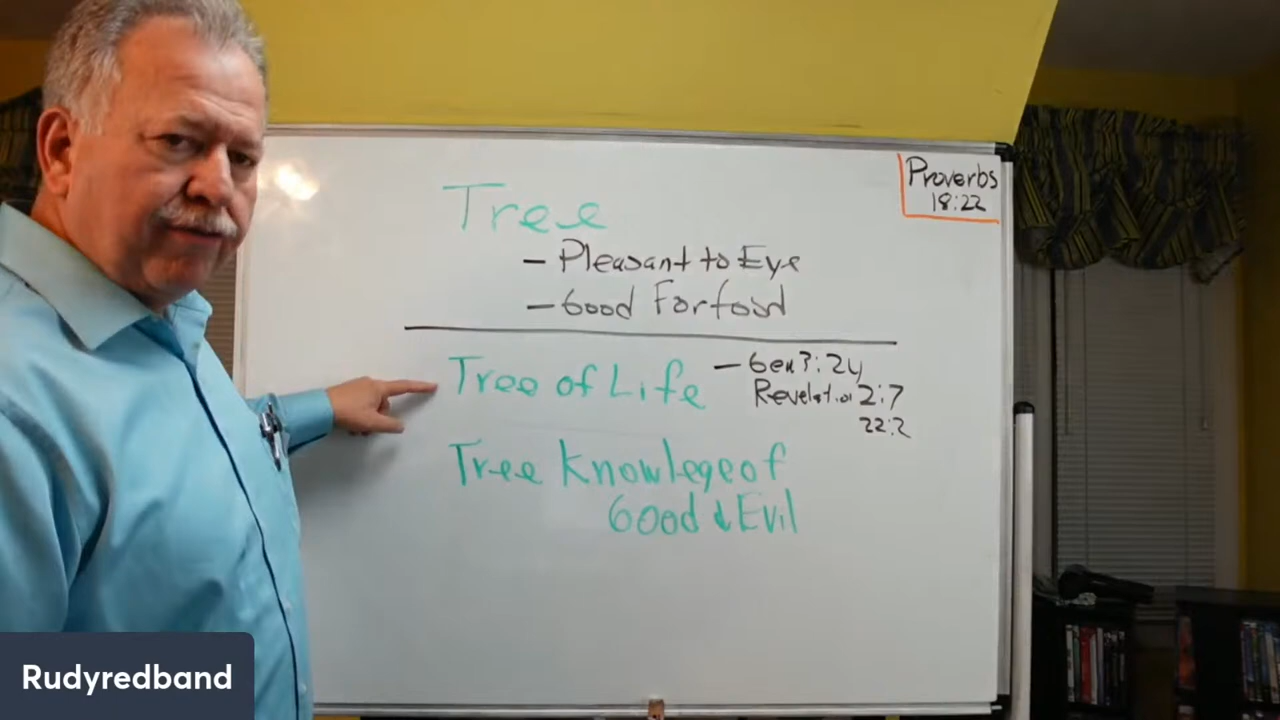 Proverbs
18:22
Tree
- Pleasant to Eye
- Good For food
Tree of Life - Gen 3:24
Revelation 2:7
22:2
Tree Knowlege of
Good & Evil
Rudyredband